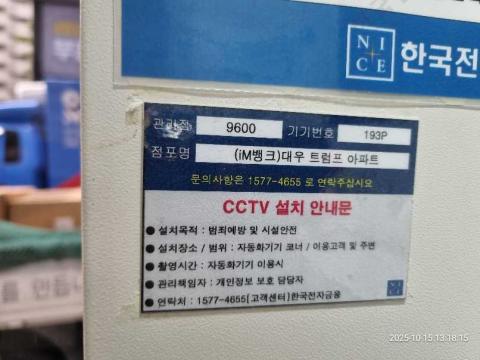 NICE 한국전
관리점 9600 기기번호 193P
점포명 (iM뱅크)대우 트럼프 아파트
문의사항은 1577-4655 로 연락주십시요
CCTV 설치 안내문
● 설치목적 : 범죄예방 및 시설안전
● 설치장소 / 범위 : 자동화기기 코너 / 이용고객 및 주변
● 촬영시간 : 자동화기기 이용시
● 관리책임자 : 개인정보 보호 담당자
● 연락처 : 1577-4655[고객센터]한국전자금융
2025-10-15 13:18:15